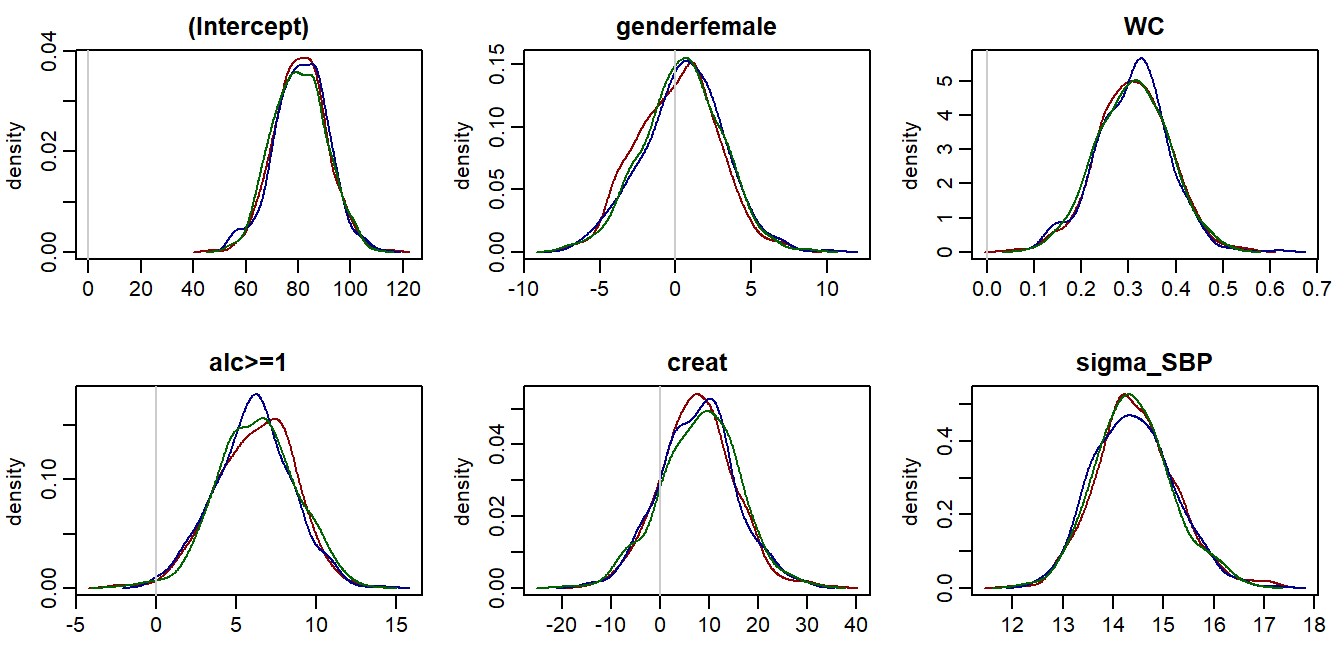 (Intercept)
density
0.00
0.02
0.04
0 20 40 60 80 100 120
genderfemale
density
0.00
0.05
0.10
0.15
-10 -5 0 5 10
WC
density
0
1
2
3
4
5
0.0 0.1 0.2 0.3 0.4 0.5 0.6 0.7
alc>=1
density
0.00
0.10
-5 0 5 10 15
creat
density
0.00
0.02
0.04
-20 -10 0 10 20 30 40
sigma_SBP
density
0.0
0.2
0.4
12 13 14 15 16 17 18